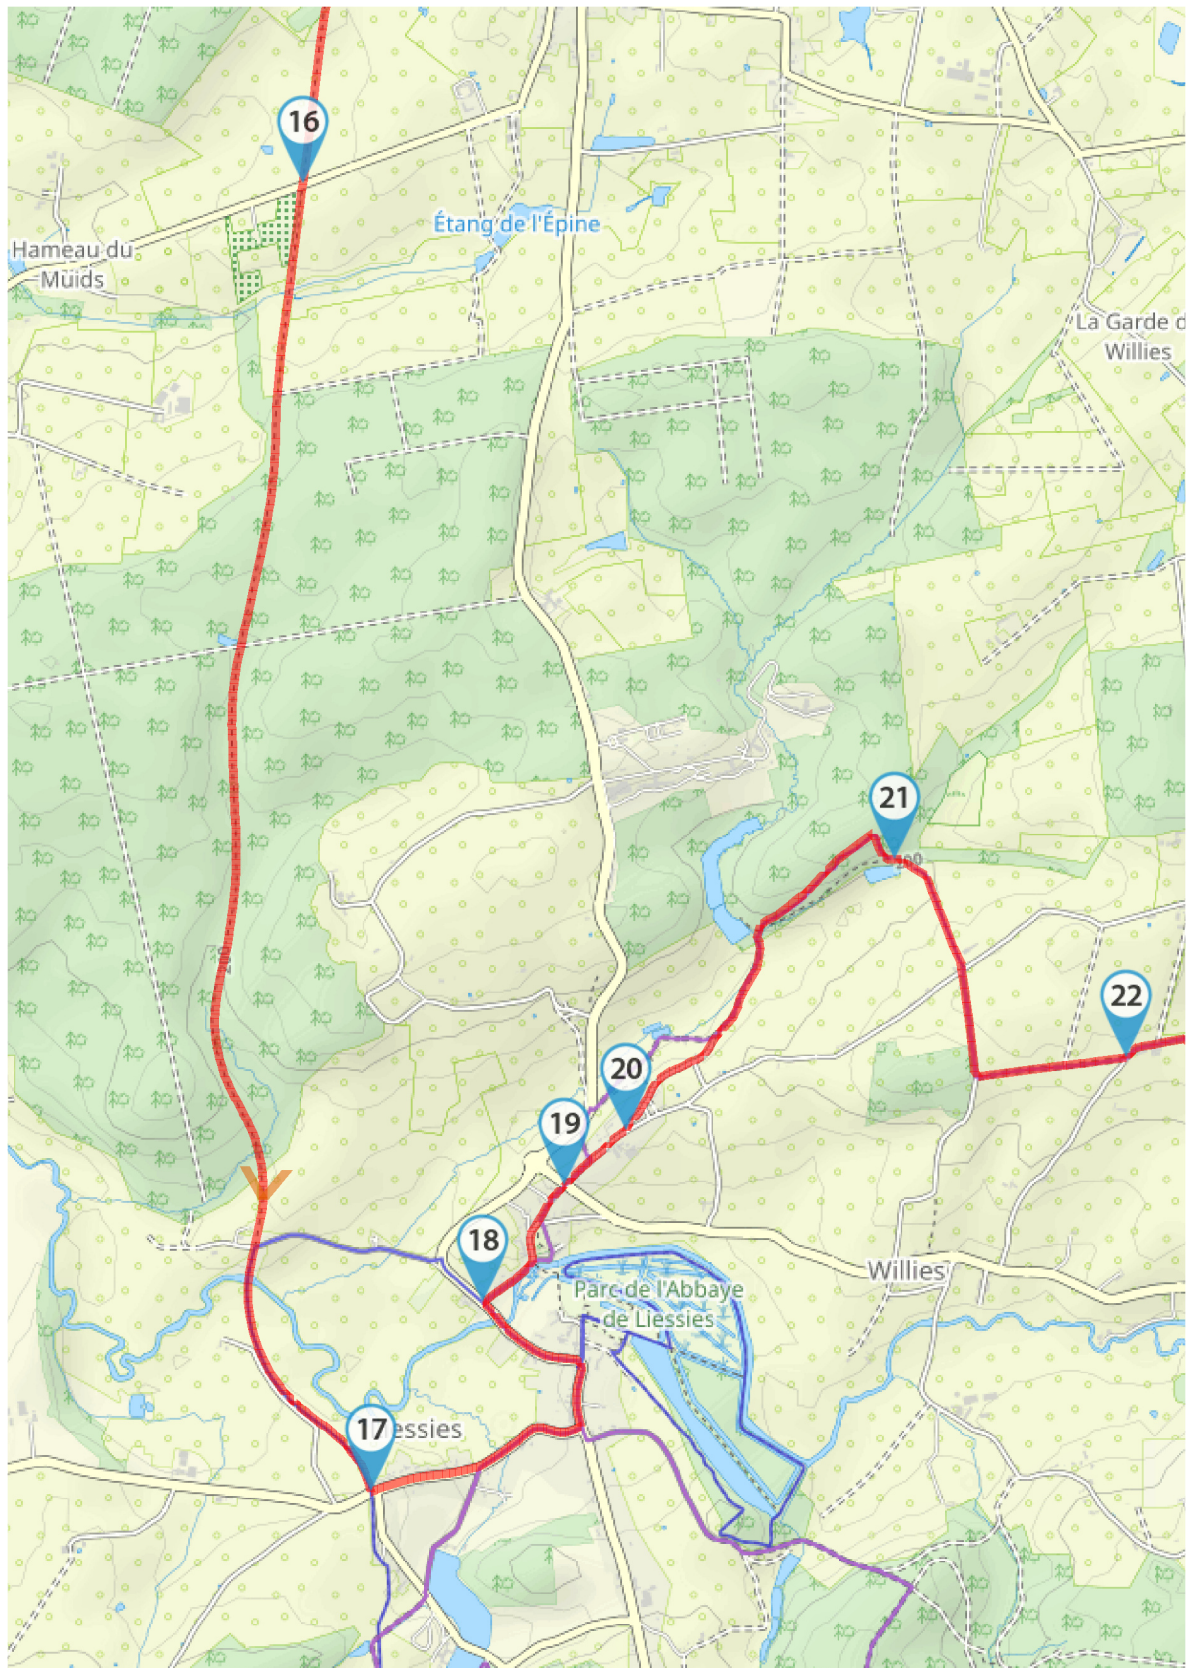 16
Étang de l'Épine
Hameau du
Muids
La Garde d
Willies
21
200
22
20
19
18
Willies
Parc de l'Abbaye
de Liessies
17
essies